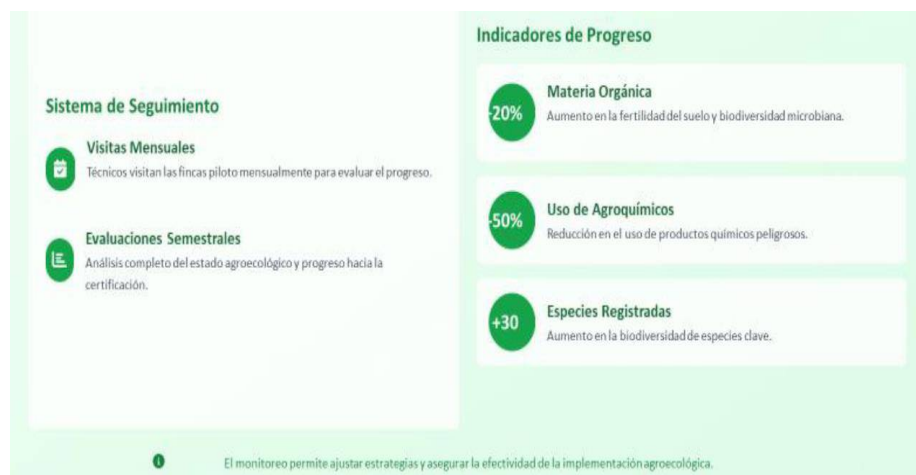 Sistema de Seguimiento
Visitas Mensuales
Técnicos visitan las fincas piloto mensualmente para evaluar el progreso.
Evaluaciones Semestrales
Análisis completo del estado agroecológico y progreso hacia la
certificación.
Indicadores de Progreso
-20%
Materia Orgánica
Aumento en la fertilidad del suelo y biodiversidad microbiana.
-50%
Uso de Agroquímicos
Reducción en el uso de productos químicos peligrosos.
+30
Especies Registradas
Aumento en la biodiversidad de especies clave.
El monitoreo permite ajustar estrategias y asegurar la efectividad de la implementación agroecológica.